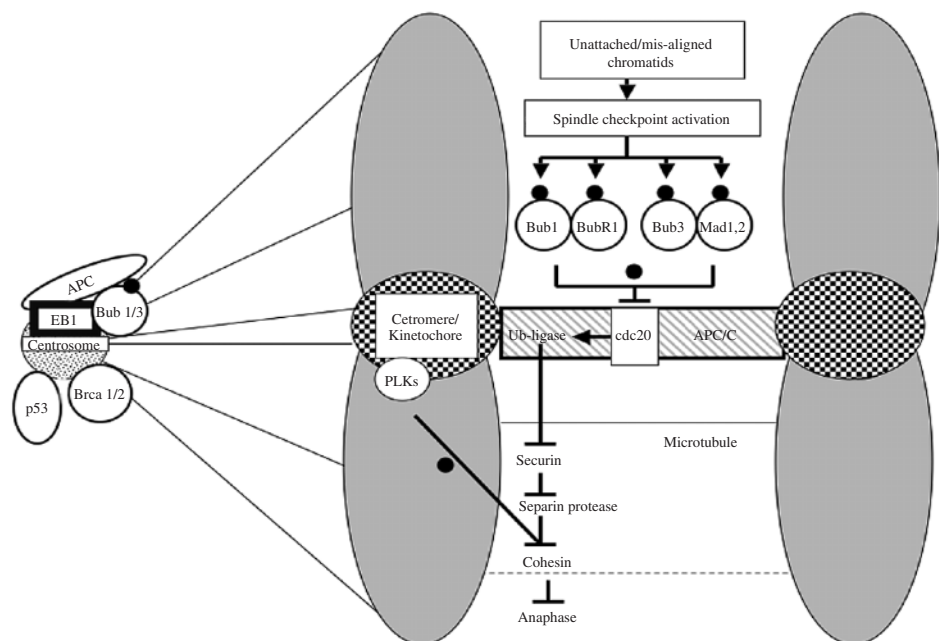 Unattached/mis-aligned
chromatids
Spindle checkpoint activation
Bub1
BubR1
Bub3
Mad1,2
APC
EB1
Bub 1/3
Centrosome
p53
Brca 1/2
Cetromere/
Kinetochore
PLKs
Ub-ligase
cdc20
APC/C
Microtubule
Securin
Separin protease
Cohesin
Anaphase